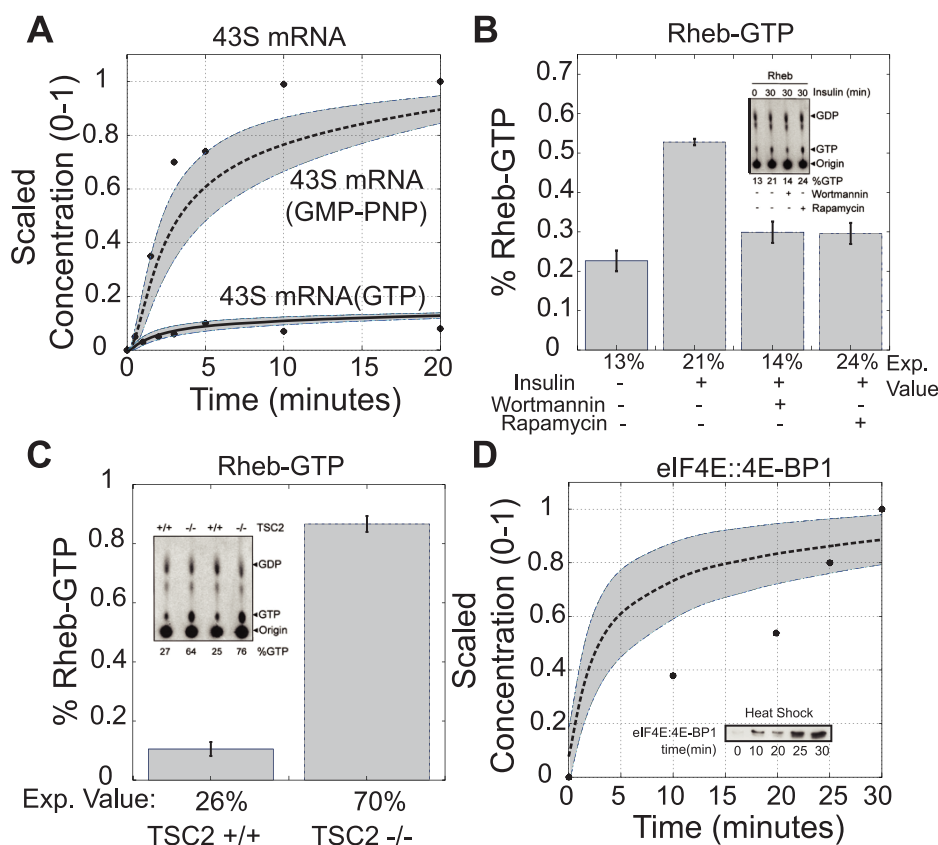 A
43S mRNA
Scaled
Concentration (0-1)
1
0.8
0.6
0.4
0.2
0
43S mRNA
(GMP-PNP)
43S mRNA(GTP)
0 5 10 15 20
Time (minutes)
B
Rheb-GTP
% Rheb-GTP
0.7
0.6
0.5
0.4
0.3
0.2
0.1
0
Rheb
0 30 30 30 Insulin (min)
GDP
GTP
Origin
13 21 14 24 %GTP
- - + - Wortmannin
- - - + Rapamycin
13% 21% 14% 24% Exp.
Value
Insulin - + + +
Wortmannin - - + -
Rapamycin - - - +
C
Rheb-GTP
% Rheb-GTP
1
0.8
0.6
0.4
0.2
0
+/+ -/- +/+ -/- TSC2
GDP
GTP
Origin
27 64 25 76 %GTP
Exp. Value: 26% 70%
TSC2 +/+ TSC2 -/-
D
eIF4E::4E-BP1
Scaled
Concentration (0-1)
1
0.8
0.6
0.4
0.2
0
Heat Shock
eIF4E:4E-BP1
time(min) 0 10 20 25 30
0 5 10 15 20 25 30
Time (minutes)